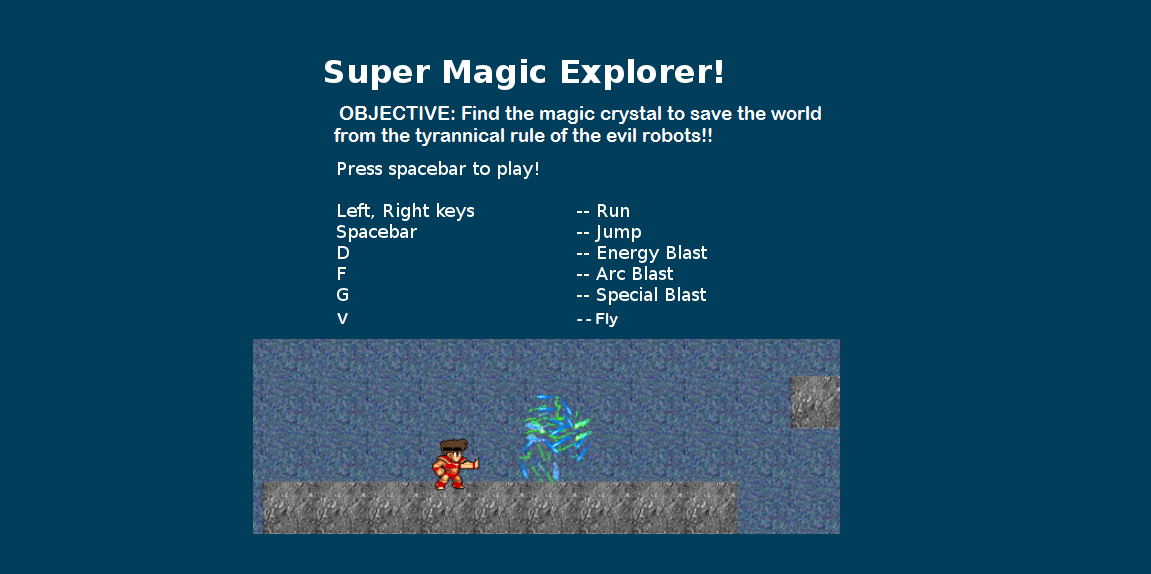 Super Magic Explorer!
OBJECTIVE: Find the magic crystal to save the world
from the tyrannical rule of the evil robots!!
Press spacebar to play!
Left, Right keys -- Run
Spacebar -- Jump
D -- Energy Blast
F -- Arc Blast
G -- Special Blast
V -- Fly